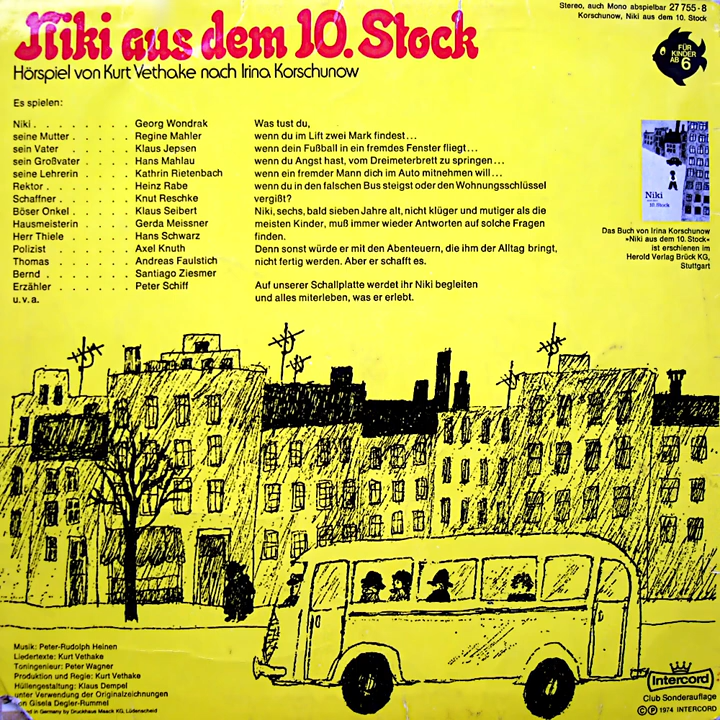 Stereo, auch Mono abspielbar 27 755-8
Korschunow, Niki aus dem 10. Stock
Niki aus dem 10. Stock
Hörspiel von Kurt Vethake nach Irina Korschunow
FÜR
KINDER
AB 6
Es spielen:
Niki . . . . . . . . Georg Wondrak
seine Mutter . . . . Regine Mahler
sein Vater . . . . Klaus Jepsen
sein Großvater . . . . Hans Mahlau
seine Lehrerin . . . . Kathrin Rietenbach
Rektor . . . . . . . Heinz Rabe
Schaffner . . . . . . Knut Reschke
Böser Onkel . . . . . Klaus Seibert
Hausmeisterin . . . . Gerda Meissner
Herr Thiele . . . . . Hans Schwarz
Polizist . . . . . . Axel Knuth
Thomas . . . . . . Andreas Faulstich
Bernd . . . . . . . Santiago Ziesmer
Erzähler . . . . . . Peter Schiff
u.v.a.
Was tust du,
wenn du im Lift zwei Mark findest...
wenn dein Fußball in ein fremdes Fenster fliegt...
wenn du Angst hast, vom Dreimeterbrett zu springen...
wenn ein fremder Mann dich im Auto mitnehmen will...
wenn du in den falschen Bus steigst oder den Wohnungsschlüssel
vergißt?
Niki, sechs, bald sieben Jahre alt, nicht klüger und mutiger als die
meisten Kinder, muß immer wieder Antworten auf solche Fragen
finden.
Denn sonst würde er mit den Abenteuern, die ihm der Alltag bringt,
nicht fertig werden. Aber er schafft es.
Auf unserer Schallplatte werdet ihr Niki begleiten
und alles miterleben, was er erlebt.
Niki
10. Stock
Das Buch von Irina Korschunow
»Niki aus dem 10. Stock«
ist erschienen im
Herold Verlag Brück KG,
Stuttgart
Musik: Peter-Rudolph Heinen
Liedertexte: Kurt Vethake
Toningenieur: Peter Wagner
Produktion und Regie: Kurt Vethake
Hüllengestaltung: Klaus Dempel
unter Verwendung der Originalzeichnungen
von Gisela Degler-Rummel
in Germany by Druckhaus Maack KG, Lüdenscheid
Intercord
Club Sonderauflage
© ℗ 1974 INTERCORD